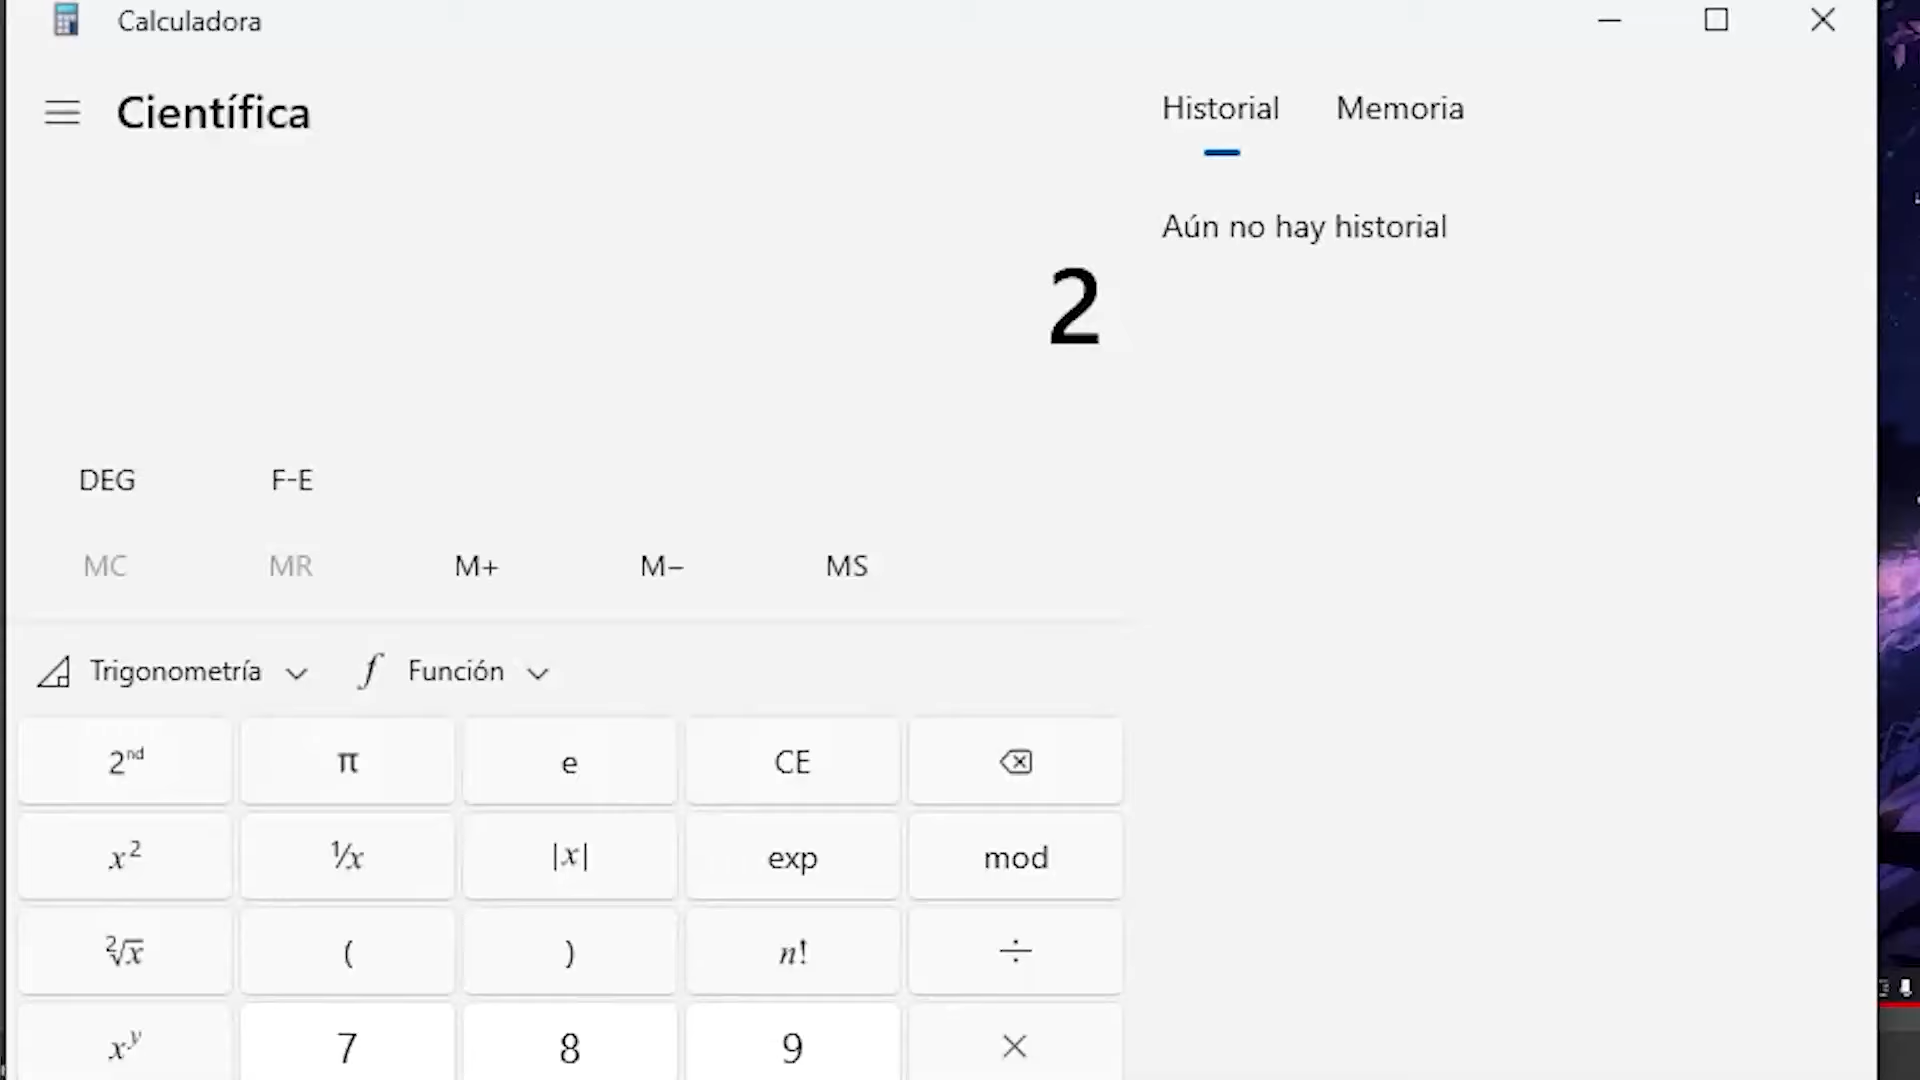 Calculadora
Científica
Historial Memoria
Aún no hay historial
2
DEG F-E
MC MR M+ M− MS
Trigonometría f Función
2ⁿᵈ π e CE
x² ¹⁄x |x| exp mod
²√x ( ) n! ÷
xʸ 7 8 9 ×